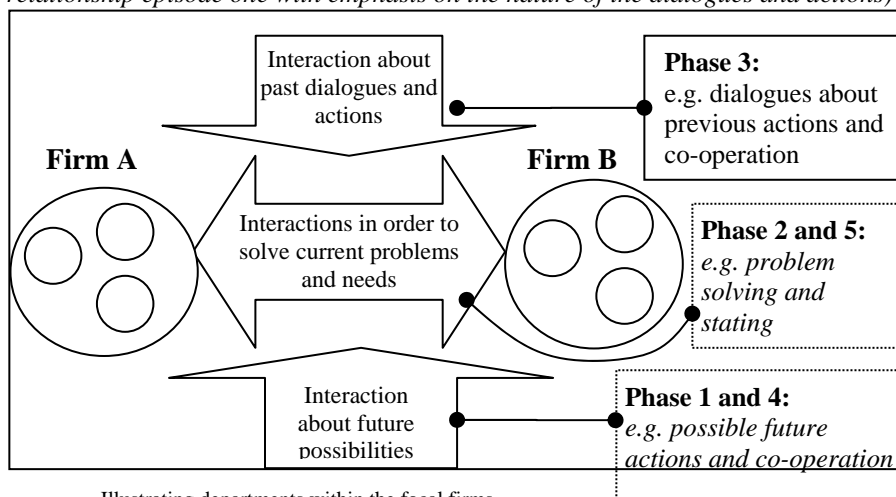 relationship episode one with emphasis on the nature of the dialogues and actions)
Interaction about
past dialogues and
actions
Phase 3:
e.g. dialogues about
previous actions and
co-operation
Firm A
Firm B
Interactions in order to
solve current problems
and needs
Phase 2 and 5:
e.g. problem
solving and
stating
Interaction
about future
possibilities
Phase 1 and 4:
e.g. possible future
actions and co-operation
Illustrating departments within the focal firms